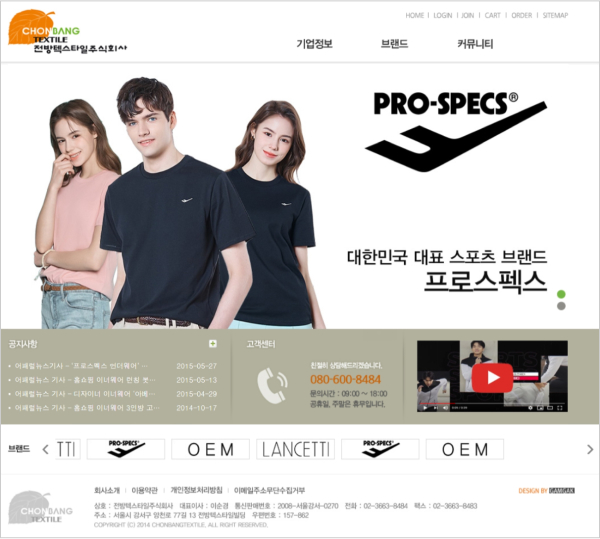 CHONBANG
TEXTILE
전방텍스타일주식회사
HOME | LOGIN | JOIN | CART | ORDER | SITEMAP
기업정보 브랜드 커뮤니티
PRO-SPECS®
대한민국 대표 스포츠 브랜드
프로스펙스
공지사항
어패럴뉴스기사 - '프로스펙스 언더웨어' ··· 2015-05-27
어패럴뉴스 기사 - 홈쇼핑 이너웨어 런칭 붓··· 2015-05-13
어패럴뉴스 기사 - 디자이너 이너웨어 '아베··· 2015-04-29
어패럴뉴스 기사 - 홈쇼핑 이너웨어 3인방 고··· 2014-10-17
고객센터
친절히 상담해드리겠습니다.
080-600-8484
문의시간 : 09:00 ~ 18:00
공휴일, 주말은 휴무입니다.
브랜드 TTI PRO-SPECS OEM LANCETTI PRO-SPECS OEM
회사소개 | 이용약관 | 개인정보처리방침 | 이메일주소무단수집거부
DESIGN BY GAMGAK
CHONBANG
TEXTILE
상호 : 전방텍스타일주식회사 대표이사 : 이순경 통신판매번호 : 2008-서울강서-0270 전화 : 02-3663-8484 팩스 : 02-3663-8483
주소 : 서울시 강서구 양천로 77길 13 전방텍스타일빌딩 우편번호 : 157-862
COPYRIGHT (C) 2014 CHONBANGTEXTILE, ALL RIGHT RESERVED.